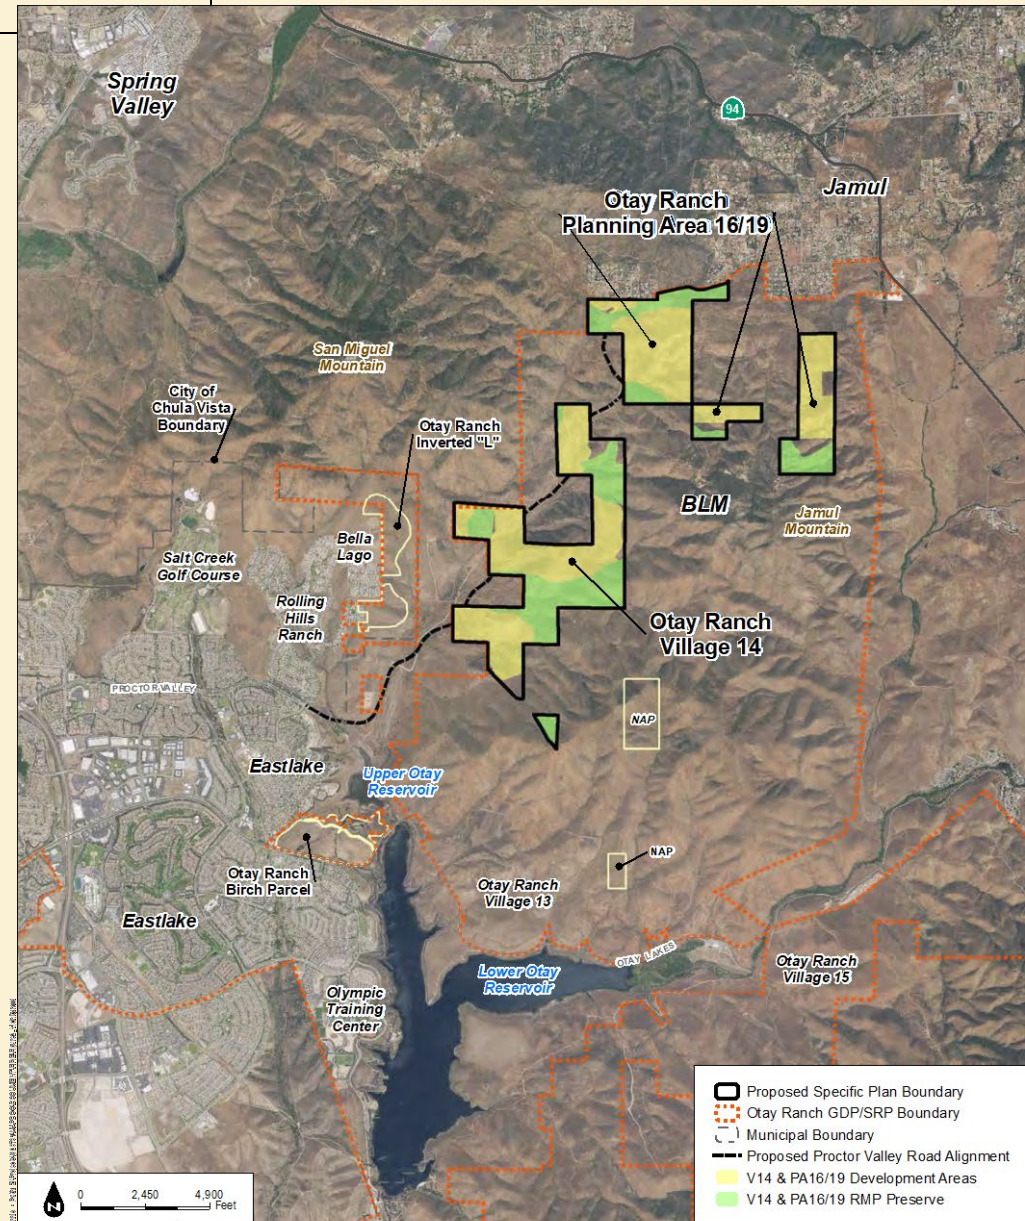 Spring
Valley
94
Jamul
Otay Ranch
Planning Area 16/19
San Miguel
Mountain
City of
Chula Vista
Boundary
Otay Ranch
Inverted "L"
BLM
Jamul
Mountain
Bella
Lago
Salt Creek
Golf Course
Rolling
Hills
Ranch
Otay Ranch
Village 14
PROCTOR VALLEY
NAP
Eastlake
Upper Otay
Reservoir
NAP
Otay Ranch
Birch Parcel
Otay Ranch
Village 13
Eastlake
OTAY LAKES
Otay Ranch
Village 15
Lower Otay
Reservoir
Olympic
Training
Center
Proposed Specific Plan Boundary
Otay Ranch GDP/SRP Boundary
Municipal Boundary
Proposed Proctor Valley Road Alignment
V14 & PA16/19 Development Areas
V14 & PA16/19 RMP Preserve
N
0 2,450 4,900
Feet